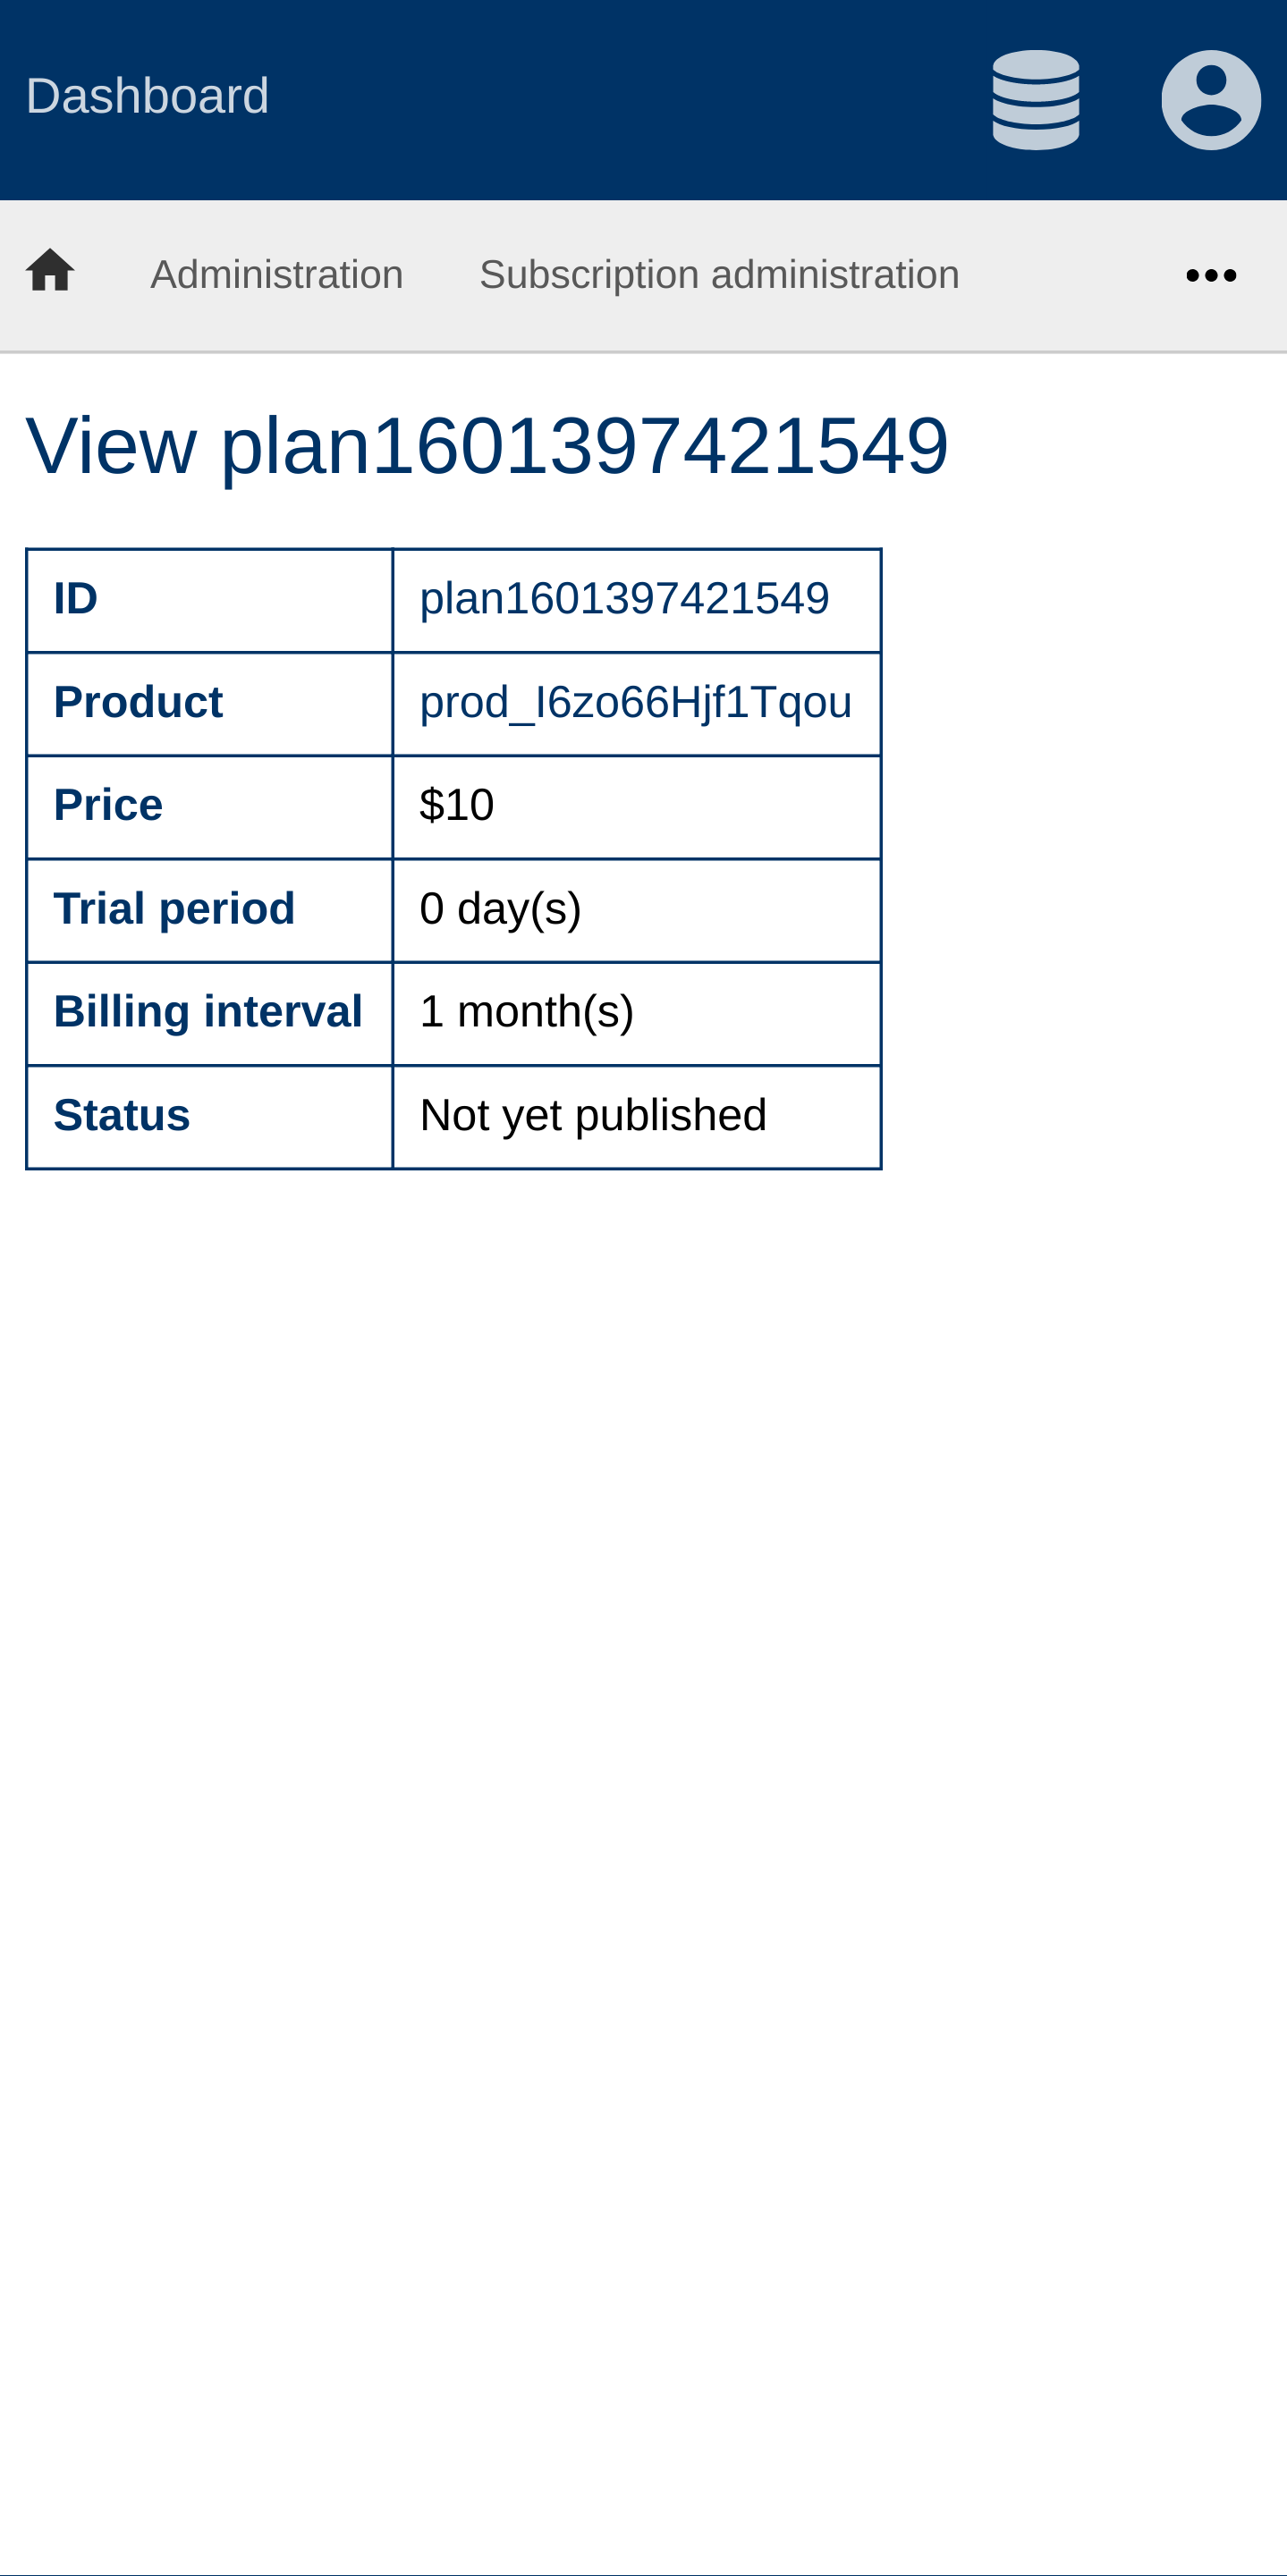 Dashboard
Administration Subscription administration
View plan1601397421549
ID plan1601397421549
Product prod_I6zo66Hjf1Tqou
Price $10
Trial period 0 day(s)
Billing interval 1 month(s)
Status Not yet published